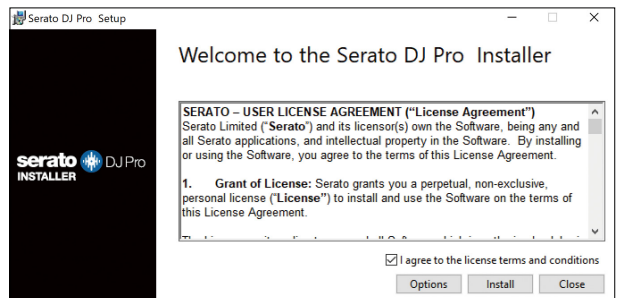 Serato DJ Pro Setup
Welcome to the Serato DJ Pro Installer
SERATO – USER LICENSE AGREEMENT ("License Agreement")
Serato Limited ("Serato") and its licensor(s) own the Software, being any and
all Serato applications, and intellectual property in the Software. By installing
or using the Software, you agree to the terms of this License Agreement.
1. Grant of License: Serato grants you a perpetual, non-exclusive,
personal license ("License") to install and use the Software on the terms of
this License Agreement.
serato DJ Pro
INSTALLER
I agree to the license terms and conditions
Options Install Close